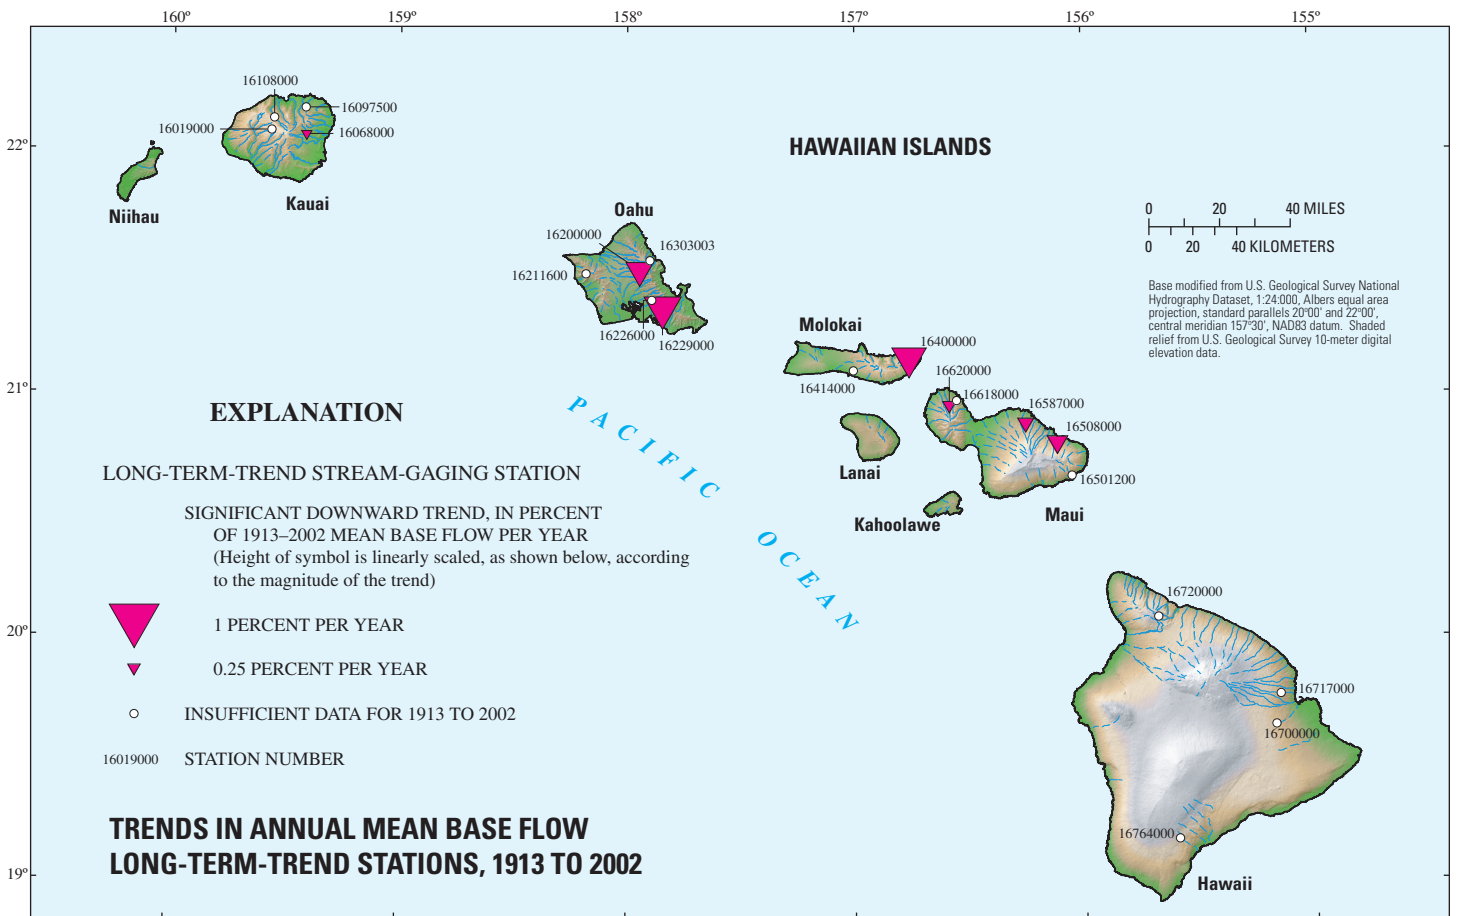 160º 159º 158º 157º 156º 155º
22º
21º
20º
19º
HAWAIIAN ISLANDS
16108000
16097500
16019000
16068000
Niihau
Kauai
Oahu
16200000
16303003
16211600
16226000
16229000
Molokai
16400000
16414000
16620000
16618000
16587000
16508000
16501200
Lanai
Kahoolawe
Maui
16720000
16717000
16700000
16764000
Hawaii
PACIFIC OCEAN
0 20 40 MILES
0 20 40 KILOMETERS
Base modified from U.S. Geological Survey National
Hydrography Dataset, 1:24:000, Albers equal area
projection, standard parallels 20º00' and 22º00',
central meridian 157º30', NAD83 datum. Shaded
relief from U.S. Geological Survey 10-meter digital
elevation data.
EXPLANATION
LONG-TERM-TREND STREAM-GAGING STATION
SIGNIFICANT DOWNWARD TREND, IN PERCENT
OF 1913–2002 MEAN BASE FLOW PER YEAR
(Height of symbol is linearly scaled, as shown below, according
to the magnitude of the trend)
1 PERCENT PER YEAR
0.25 PERCENT PER YEAR
INSUFFICIENT DATA FOR 1913 TO 2002
16019000 STATION NUMBER
TRENDS IN ANNUAL MEAN BASE FLOW
LONG-TERM-TREND STATIONS, 1913 TO 2002